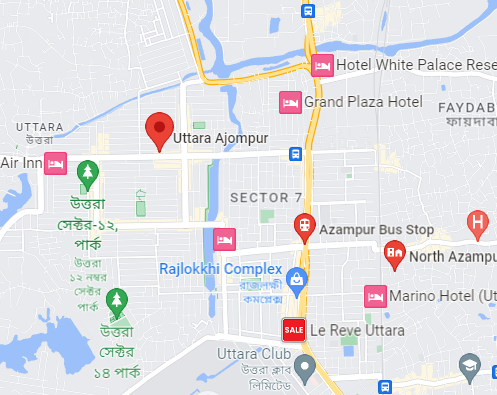 Hotel White Palace Rese
Grand Plaza Hotel
FAYDAB
ফায়দাবা
UTTARA
উত্তরা
Uttara Ajompur
Air Inn
SECTOR 7
উত্তরা
সেক্টর-১২,
পার্ক
Azampur Bus Stop
H
উত্তরা
১২ নম্বর
সেক্টর
পার্ক
North Azampu
Rajlokkhi Complex
রাজলক্ষী
কমপ্লেক্স
Marino Hotel (Ut
SALE
Le Reve Uttara
উত্তরা
সেক্টর
১৪ পার্ক
Uttara Club
উত্তরা ক্লাব
লিমিটেড